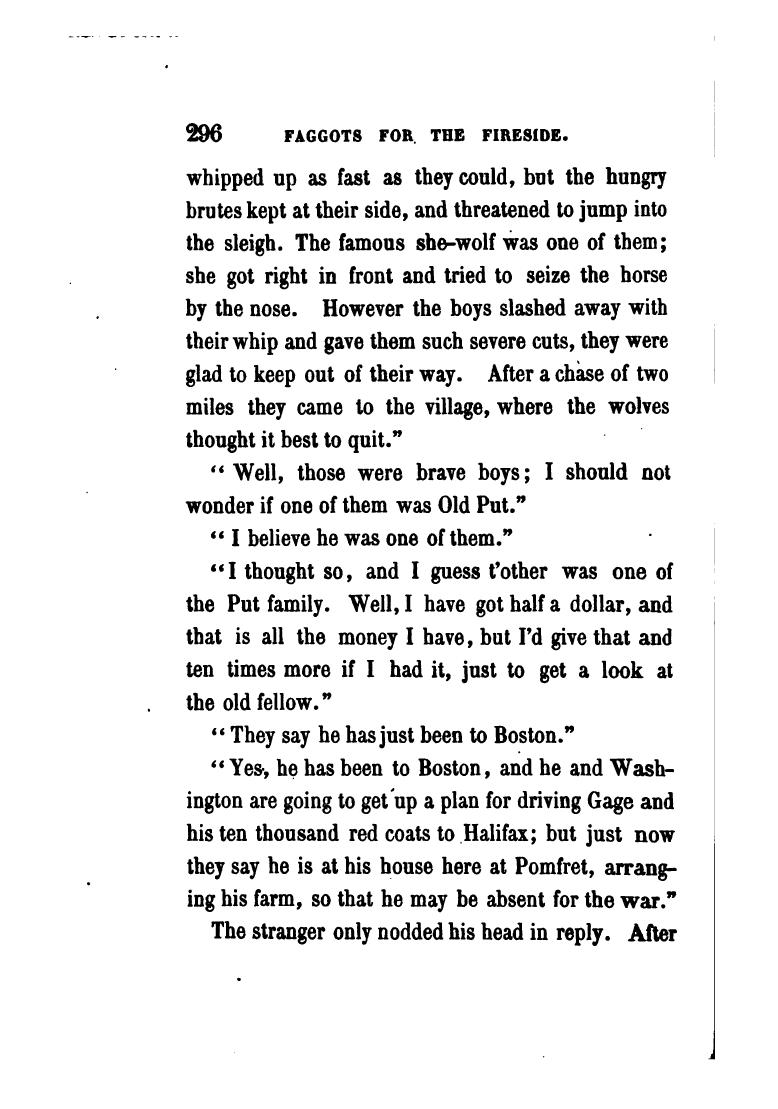 296 FAGGOTS FOR THE FIRESIDE.
whipped up as fast as they could, but the hungry
brutes kept at their side, and threatened to jump into
the sleigh. The famous she-wolf was one of them;
she got right in front and tried to seize the horse
by the nose. However the boys slashed away with
their whip and gave them such severe cuts, they were
glad to keep out of their way. After a chase of two
miles they came to the village, where the wolves
thought it best to quit."
"Well, those were brave boys; I should not
wonder if one of them was Old Put."
"I believe he was one of them."
"I thought so, and I guess t'other was one of
the Put family. Well, I have got half a dollar, and
that is all the money I have, but I'd give that and
ten times more if I had it, just to get a look at
the old fellow."
"They say he has just been to Boston."
"Yes, he has been to Boston, and he and Wash-
ington are going to get up a plan for driving Gage and
his ten thousand red coats to Halifax; but just now
they say he is at his house here at Pomfret, arrang-
ing his farm, so that he may be absent for the war."
The stranger only nodded his head in reply. After